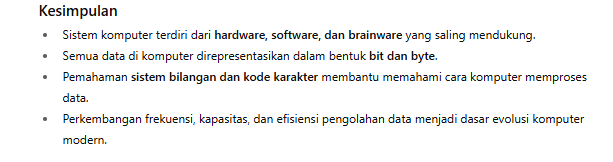 Kesimpulan
• Sistem komputer terdiri dari hardware, software, dan brainware yang saling mendukung.
• Semua data di komputer direpresentasikan dalam bentuk bit dan byte.
• Pemahaman sistem bilangan dan kode karakter membantu memahami cara komputer memproses
data.
• Perkembangan frekuensi, kapasitas, dan efisiensi pengolahan data menjadi dasar evolusi komputer
modern.